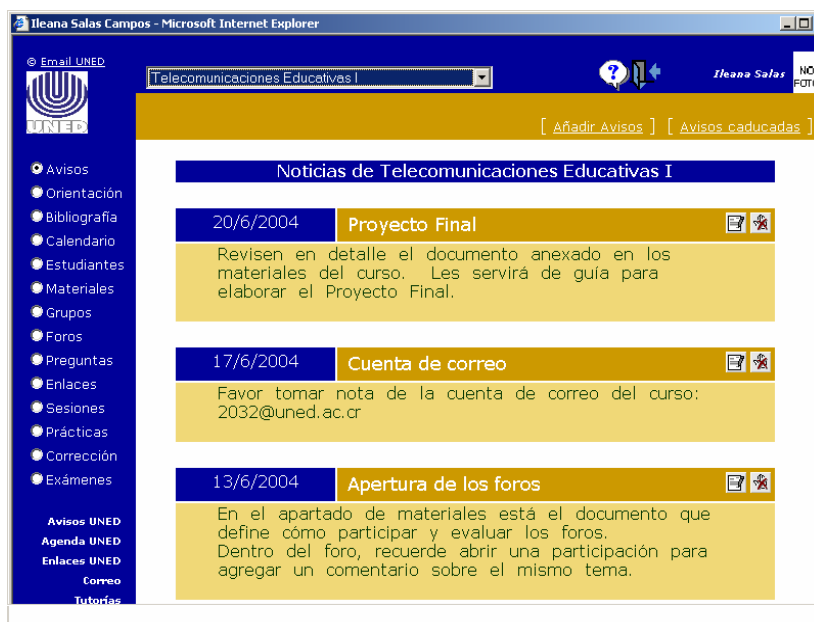 Ileana Salas Campos - Microsoft Internet Explorer
© Email UNED
UNED
Telecomunicaciones Educativas I
Ileana Salas
NO
FOTO
[ Añadir Avisos ] [ Avisos caducadas ]
Avisos
Orientación
Bibliografía
Calendario
Estudiantes
Materiales
Grupos
Foros
Preguntas
Enlaces
Sesiones
Prácticas
Corrección
Exámenes
Avisos UNED
Agenda UNED
Enlaces UNED
Correo
Tutorías
Noticias de Telecomunicaciones Educativas I
20/6/2004 Proyecto Final
Revisen en detalle el documento anexado en los
materiales del curso. Les servirá de guía para
elaborar el Proyecto Final.
17/6/2004 Cuenta de correo
Favor tomar nota de la cuenta de correo del curso:
2032@uned.ac.cr
13/6/2004 Apertura de los foros
En el apartado de materiales está el documento que
define cómo participar y evaluar los foros.
Dentro del foro, recuerde abrir una participación para
agregar un comentario sobre el mismo tema.